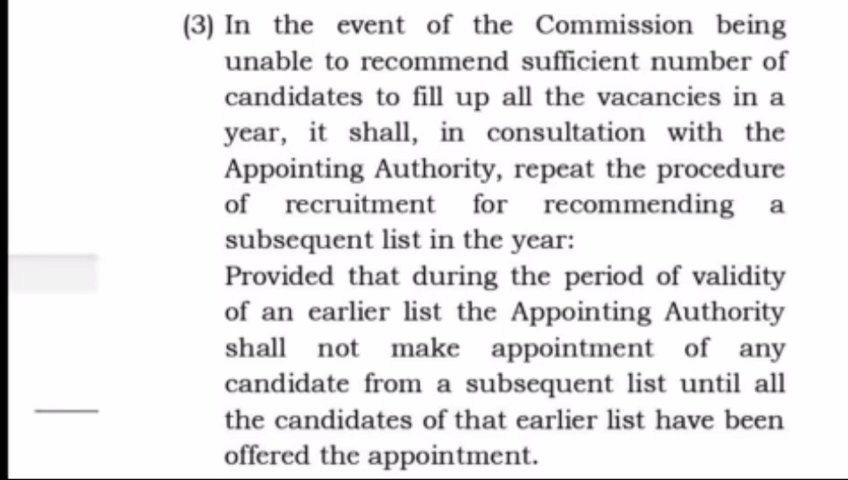 (3) In the event of the Commission being
unable to recommend sufficient number of
candidates to fill up all the vacancies in a
year, it shall, in consultation with the
Appointing Authority, repeat the procedure
of recruitment for recommending a
subsequent list in the year:
Provided that during the period of validity
of an earlier list the Appointing Authority
shall not make appointment of any
candidate from a subsequent list until all
the candidates of that earlier list have been
offered the appointment.